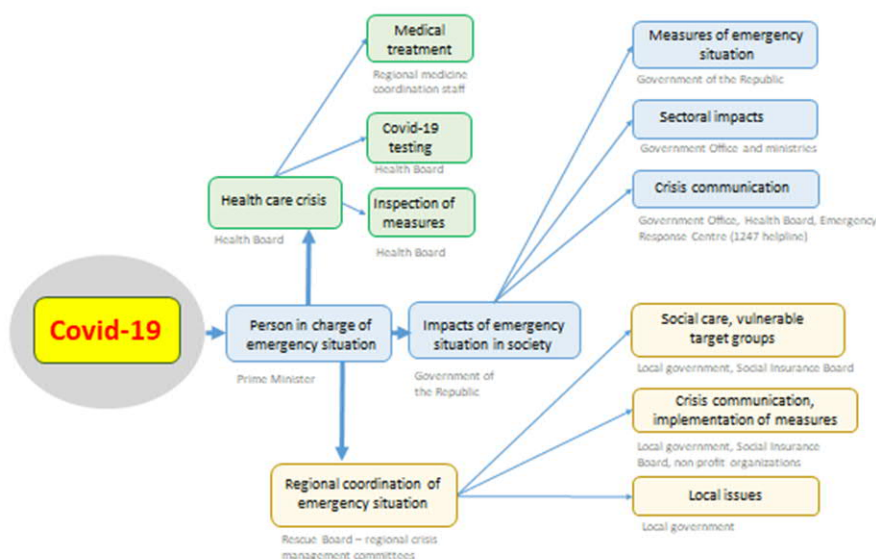 Medical
treatment
Regional medicine
coordination staff
Covid-19
testing
Health Board
Health care crisis
Health Board
Inspection of
measures
Health Board
Measures of emergency
situation
Government of the Republic
Sectoral impacts
Government Office and ministries
Crisis communication
Government Office, Health Board, Emergency
Response Centre (1247 helpline)
Covid-19
Person in charge of
emergency situation
Prime Minister
Impacts of emergency
situation in society
Government of
the Republic
Social care, vulnerable
target groups
Local government, Social Insurance Board
Crisis communication,
implementation of measures
Local government, Social Insurance
Board, non profit organizations
Regional coordination of
emergency situation
Rescue Board – regional crisis
management committees
Local issues
Local government